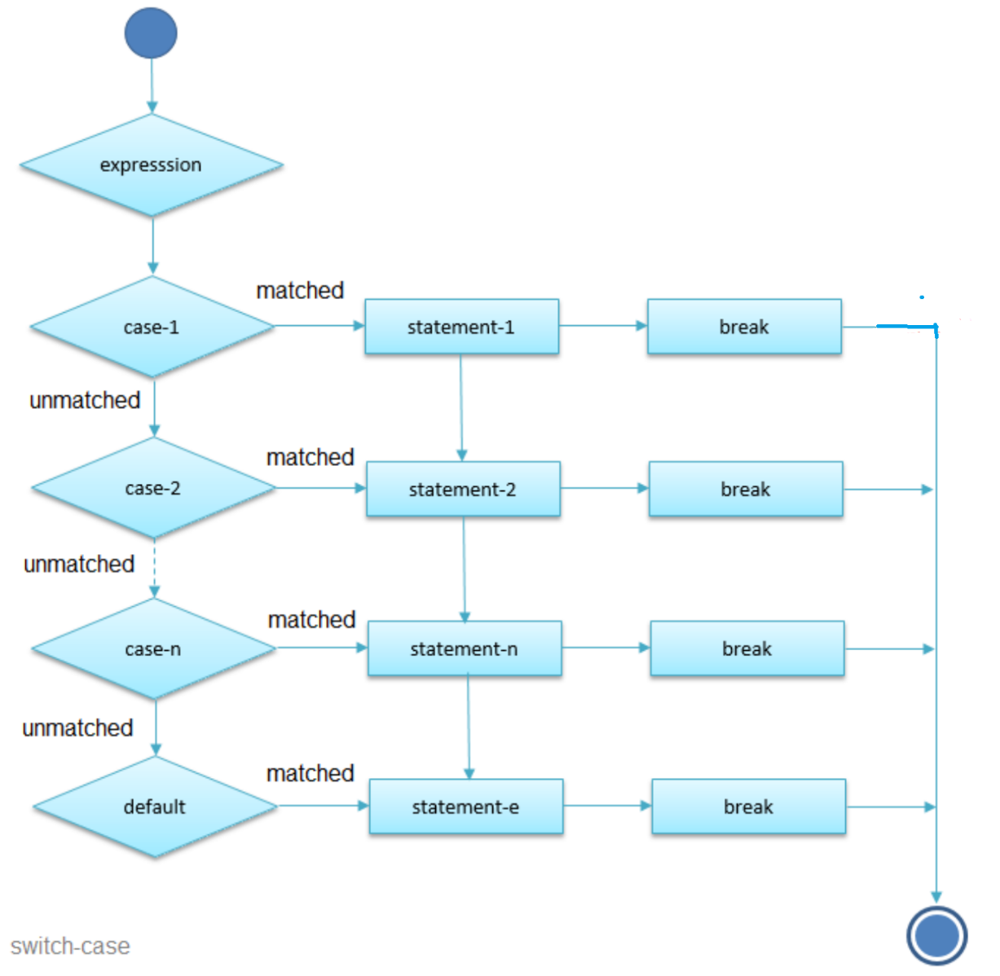 expresssion
matched
case-1
statement-1
break
unmatched
matched
case-2
statement-2
break
unmatched
matched
case-n
statement-n
break
unmatched
matched
default
statement-e
break
switch-case